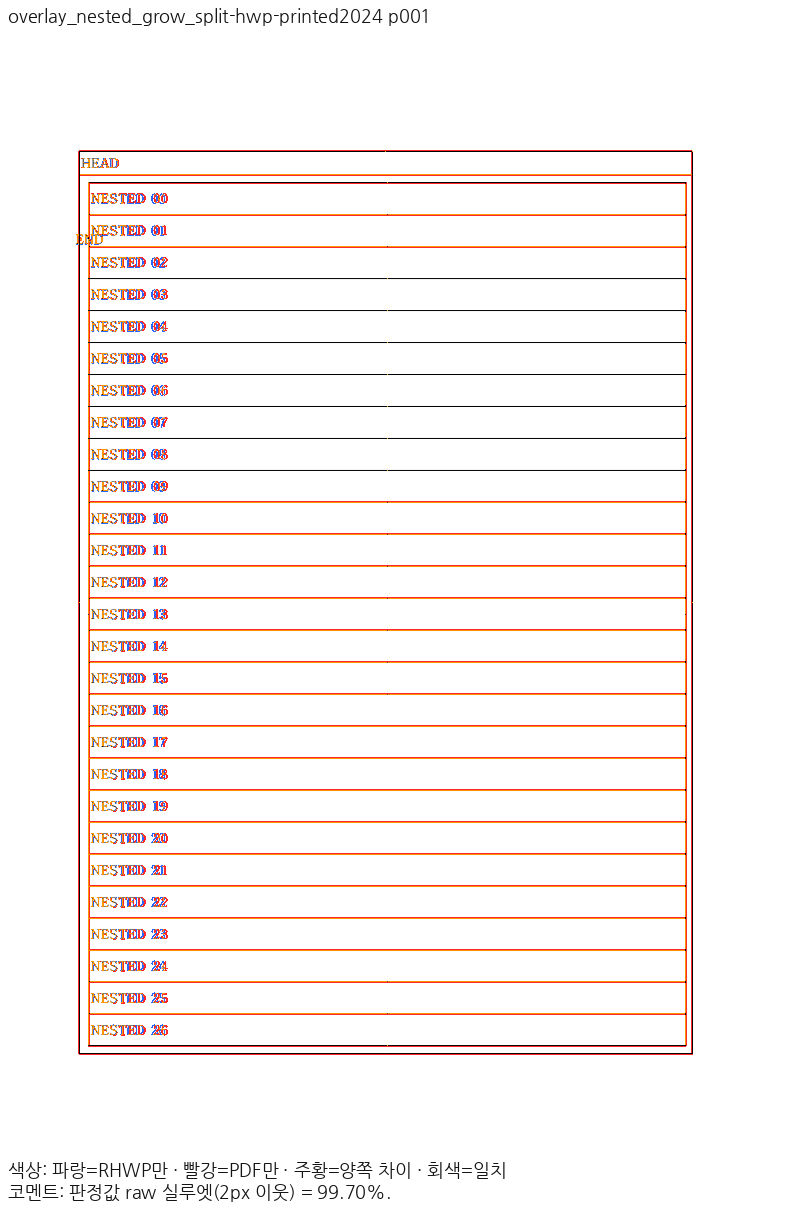 overlay_nested_grow_split-hwp-printed2024 p001
HEAD
NESTED 00
NESTED 01
END
NESTED 02
NESTED 03
NESTED 04
NESTED 05
NESTED 06
NESTED 07
NESTED 08
NESTED 09
NESTED 10
NESTED 11
NESTED 12
NESTED 13
NESTED 14
NESTED 15
NESTED 16
NESTED 17
NESTED 18
NESTED 19
NESTED 20
NESTED 21
NESTED 22
NESTED 23
NESTED 24
NESTED 25
NESTED 26
색상: 파랑=RHWP만 · 빨강=PDF만 · 주황=양쪽 차이 · 회색=일치
코멘트: 판정값 raw 실루엣(2px 이웃) = 99.70%.